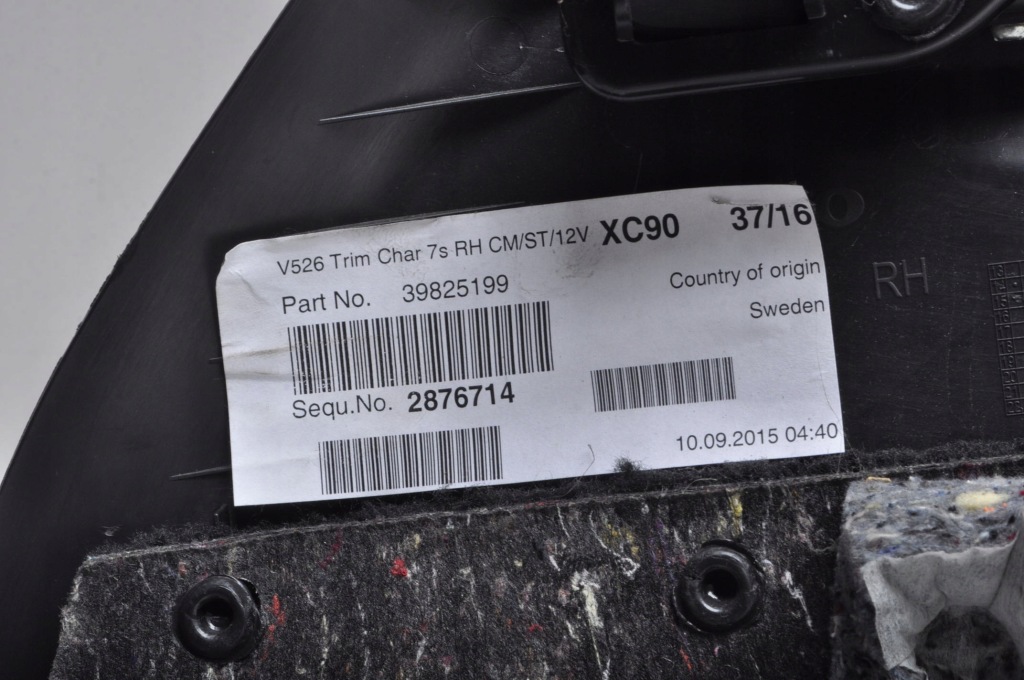 V526 Trim Char 7s RH CM/ST/12V XC90 37/16
Part No. 39825199
Country of origin
Sweden
Sequ.No. 2876714
10.09.2015 04:40
RH